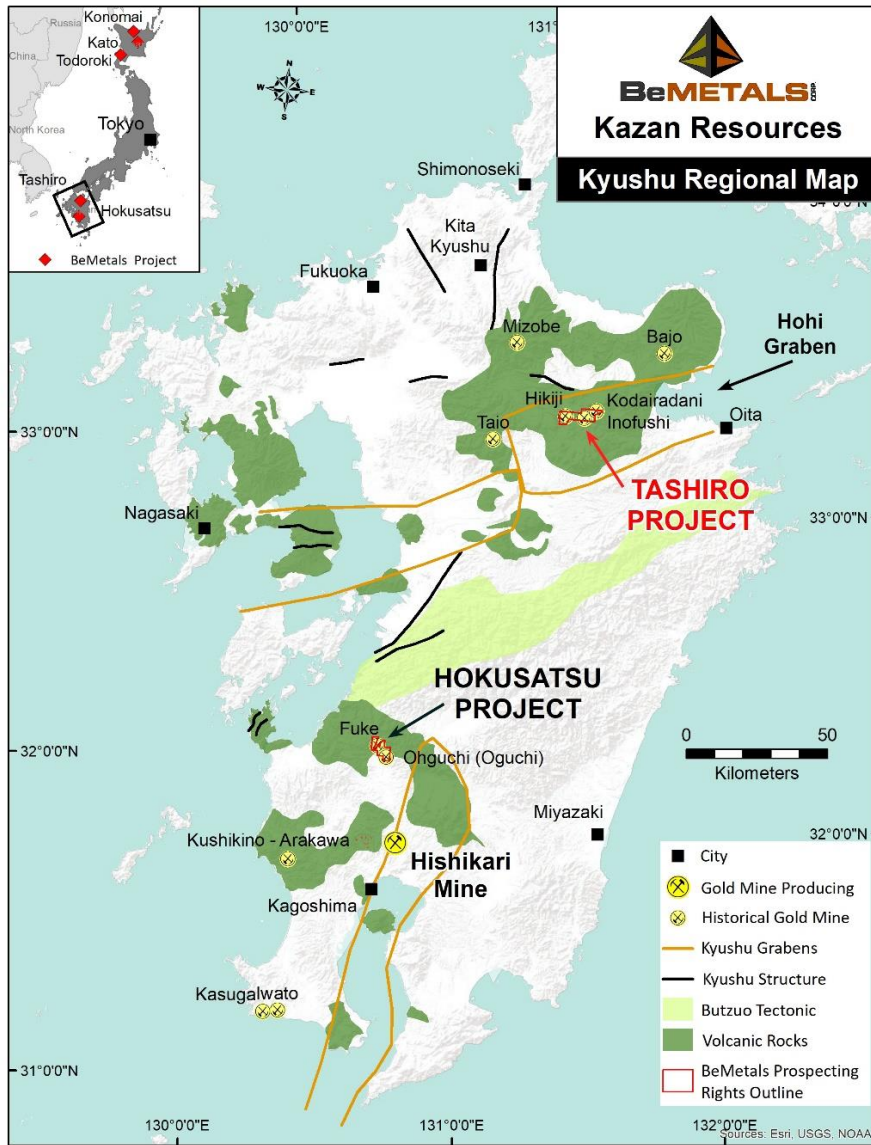 Russia
China
North Korea
Konomai
Kato
Todoroki
Tokyo
Tashiro
Hokusatsu
BeMetals Project
130°0'0"E
N
W
E
S
BeMETALS CORP.
Kazan Resources
Kyushu Regional Map
Shimonoseki
Kita
Kyushu
Fukuoka
Mizobe
Bajo
Hohi
Graben
Hikiji
Kodairadani
Inofushi
Taio
Oita
33°0'0"N
TASHIRO
PROJECT
33°0'0"N
Nagasaki
HOKUSATSU
PROJECT
Fuke
32°0'0"N
Ohguchi (Oguchi)
0
50
Kilometers
Miyazaki
32°0'0"N
Kushikino - Arakawa
Hishikari
Mine
Kagoshima
KasugaIwato
31°0'0"N
City
Gold Mine Producing
Historical Gold Mine
Kyushu Grabens
Kyushu Structure
Butzuo Tectonic
Volcanic Rocks
BeMetals Prospecting
Rights Outline
130°0'0"E
131°0'0"E
132°0'0"E
Sources: Esri, USGS, NOAA